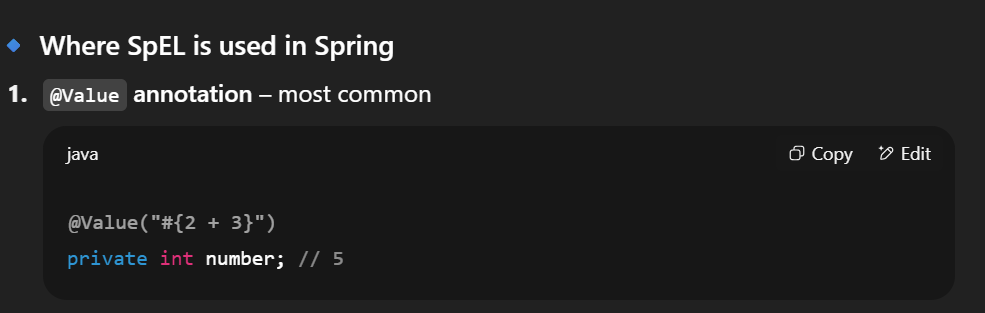 Where SpEL is used in Spring
1. @Value annotation – most common
java Copy Edit
@Value("#{2 + 3}")
private int number; // 5